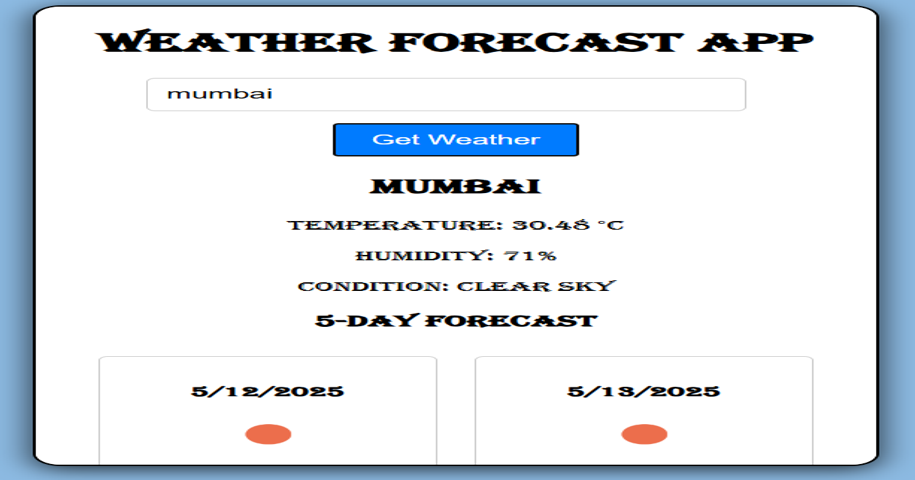 WEATHER FORECAST APP
mumbai
Get Weather
MUMBAI
TEMPERATURE: 30.48 °C
HUMIDITY: 71%
CONDITION: CLEAR SKY
5-DAY FORECAST
5/12/2025 5/13/2025